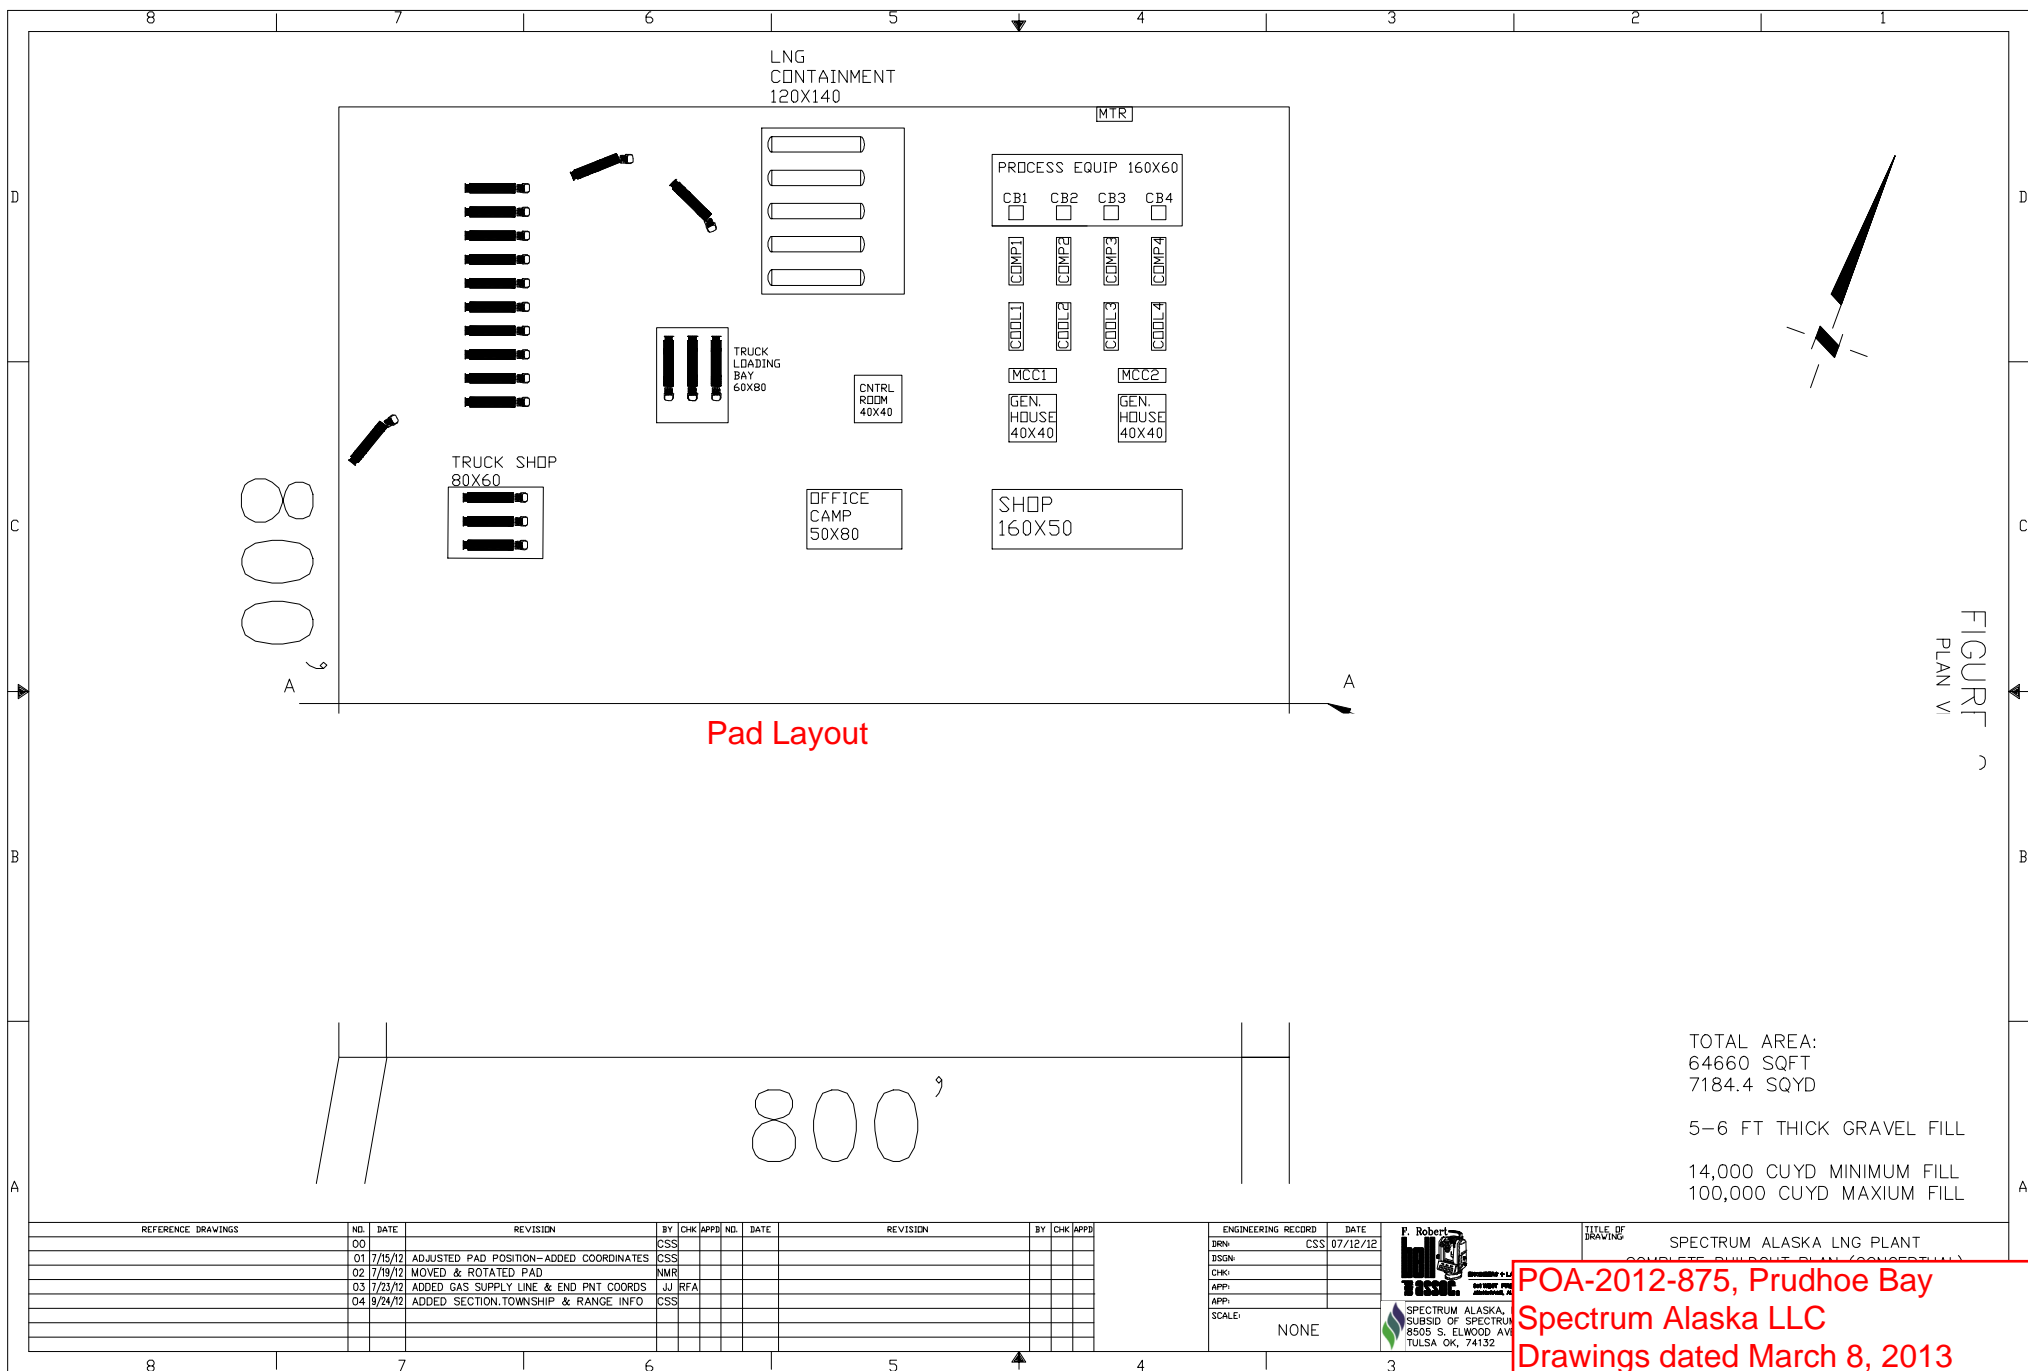 8 7 6 5 4 3 2 1
LNG
CONTAINMENT
120X140
MTR
PROCESS EQUIP 160X60
CB1 CB2 CB3 CB4
COMP1 COMP2 COMP3 COMP4
COOL1 COOL2 COOL3 COOL4
TRUCK
LOADING
BAY
60X80
CNTRL
ROOM
40X40
MCC1 MCC2
GEN.
HOUSE
40X40
GEN.
HOUSE
40X40
TRUCK SHOP
80X60
OFFICE
CAMP
50X80
SHOP
160X50
800'
A A
Pad Layout
PLAN
D D
C C
B B
A A
800'
TOTAL AREA:
64660 SQFT
7184.4 SQYD
5-6 FT THICK GRAVEL FILL
14,000 CUYD MINIMUM FILL
100,000 CUYD MAXIUM FILL
REFERENCE DRAWINGS NO. DATE REVISION BY CHK APPD NO. DATE REVISION BY CHK APPD
00 CSS
01 7/15/12 ADJUSTED PAD POSITION-ADDED COORDINATES CSS
02 7/19/12 MOVED & ROTATED PAD NMR
03 7/23/12 ADDED GAS SUPPLY LINE & END PNT COORDS JJ RFA
04 9/24/12 ADDED SECTION,TOWNSHIP & RANGE INFO CSS
ENGINEERING RECORD DATE
DRN: CSS 07/12/12
DSGN:
CHK:
APP:
APP:
SCALE:
NONE
F. Robert
bell
& assoc.
SPECTRUM ALASKA,
SUBSID OF SPECTRUM
8505 S. ELWOOD
TULSA OK, 74132
TITLE OF
DRAWING:
SPECTRUM ALASKA LNG PLANT
POA-2012-875, Prudhoe Bay
Spectrum Alaska LLC
Drawings dated March 8, 2013
8 7 6 5 4 3